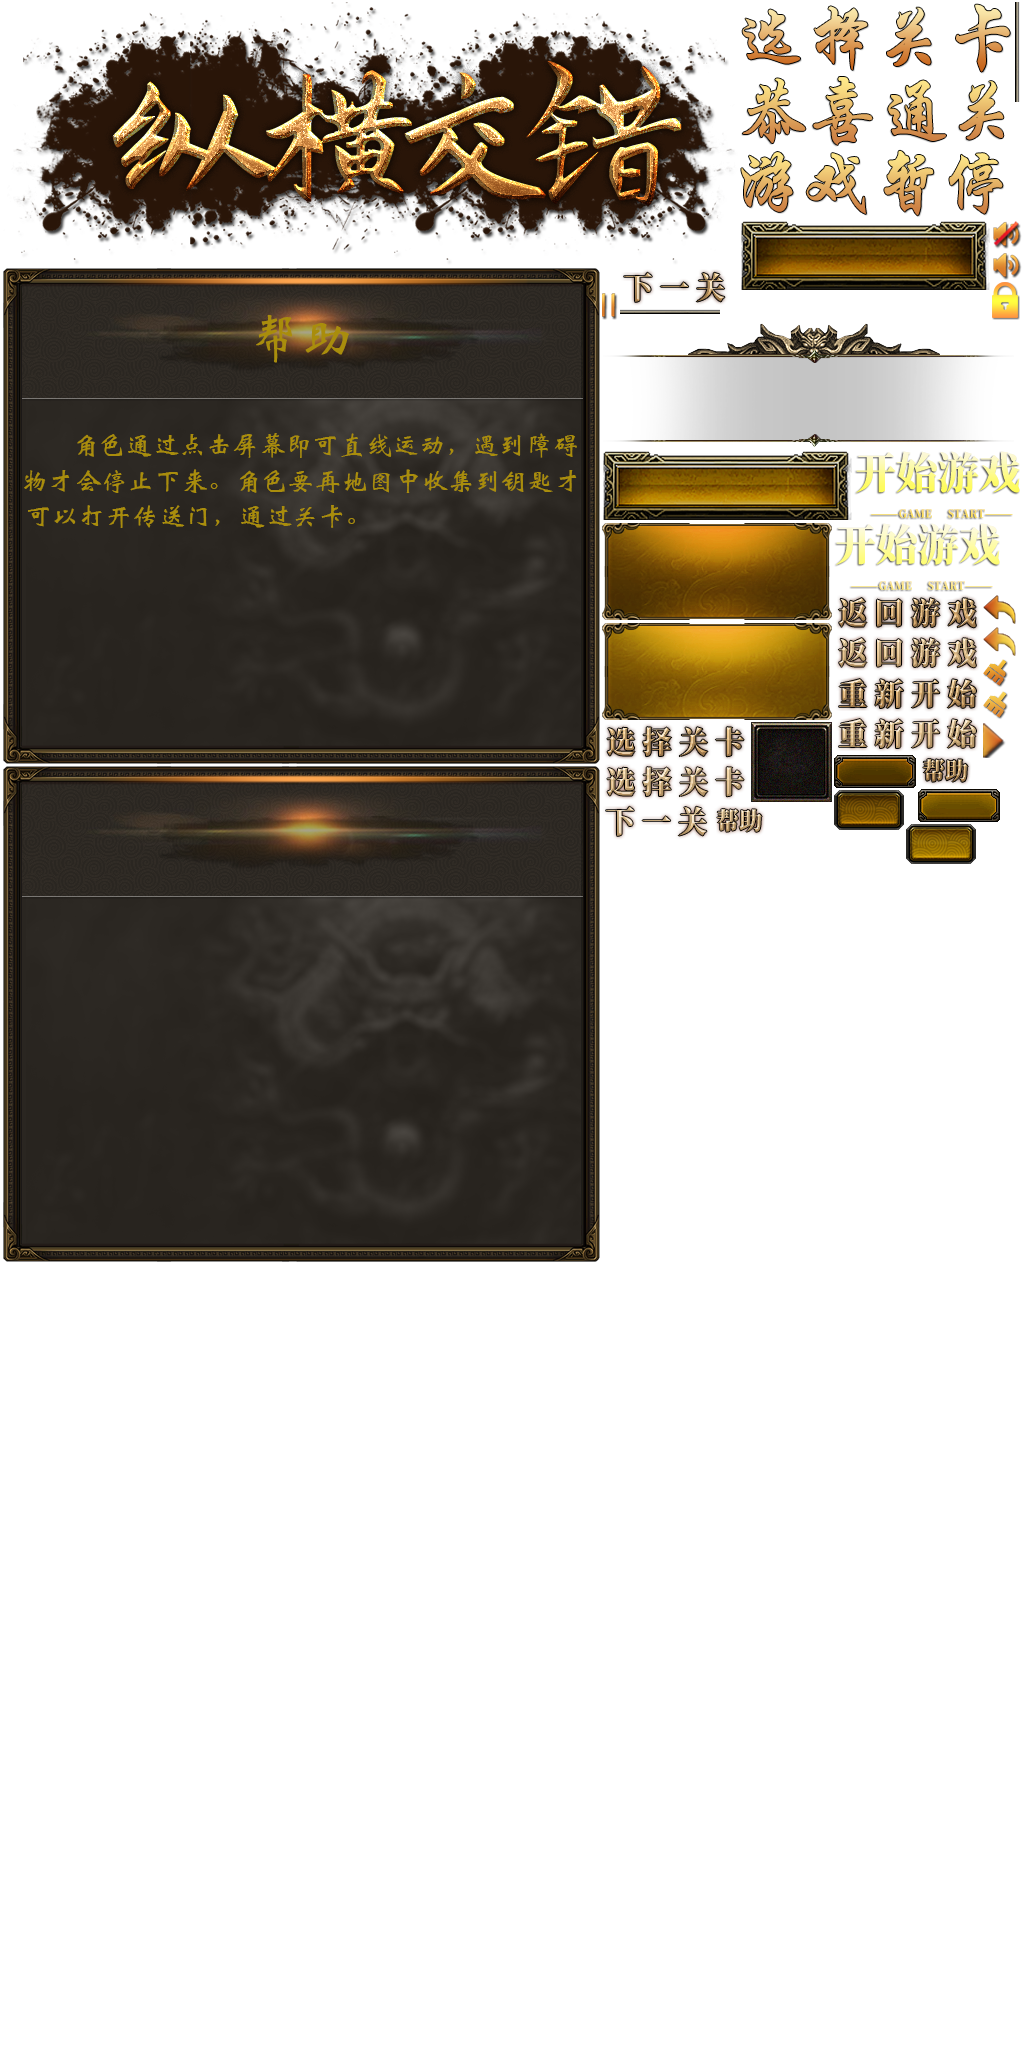 纵横交错
选择关卡
恭喜通关
游戏暂停
下一关
帮助
角色通过点击屏幕即可直线运动，遇到障碍
物才会停止下来。角色要再地图中收集到钥匙才
可以打开传送门，通过关卡。
开始游戏
GAME START
开始游戏
GAME START
返回游戏
返回游戏
重新开始
重新开始
选择关卡
选择关卡
帮助
下一关
帮助